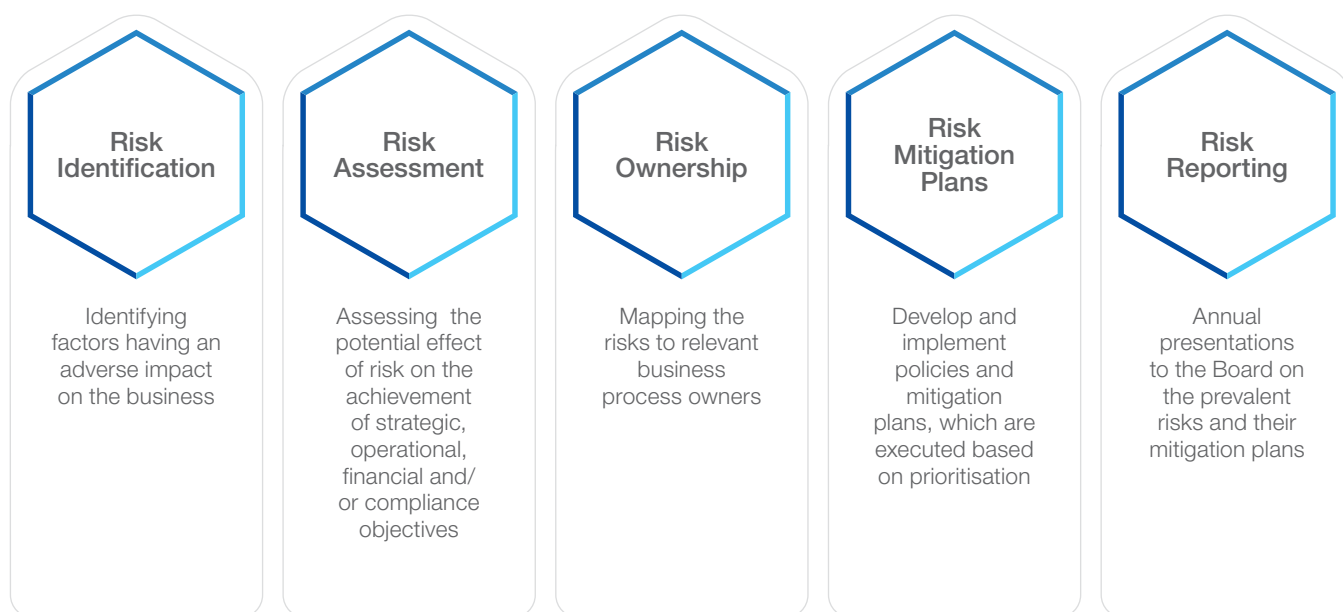 Risk
Identification
Identifying
factors having an
adverse impact
on the business
Risk
Assessment
Assessing  the
potential effect
of risk on the
achievement
of strategic,
operational,
financial and/
or compliance
objectives
Risk
Ownership
Mapping the
risks to relevant
business
process owners
Risk
Mitigation
Plans
Develop and
implement
policies and
mitigation
plans, which are
executed based
on prioritisation
Risk
Reporting
Annual
presentations
to the Board on
the prevalent
risks and their
mitigation plans